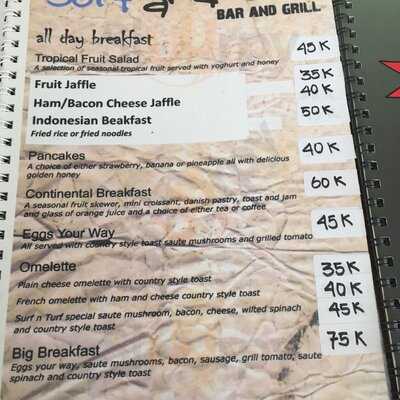 BAR AND GRILL
all day breakfast
Tropical Fruit Salad 45K
A selection of seasonal tropical fruit served with yoghurt and honey
Fruit Jaffle 35K
Ham/Bacon Cheese Jaffle 40K
Indonesian Beakfast 50K
Fried rice or fried noodles
Pancakes 40K
A choice of either strawberry, banana or pineapple all with delicious
golden honey
Continental Breakfast 60K
A seasonal fruit skewer, mini croissant, danish pastry, toast and jam
and glass of orange juice and a choice of either tea or coffee
Eggs Your Way 45K
All served with country style toast saute mushrooms and grilled tomato
Omelette
Plain cheese omelette with country style toast 35K
French omelette with ham and cheese country style toast 40K
Surf n Turf special saute mushroom, bacon, cheese, wilted spinach 45K
and country style toast
Big Breakfast 75K
Eggs your way, saute mushrooms, bacon, sausage, grill tomato, saute
spinach and country style toast